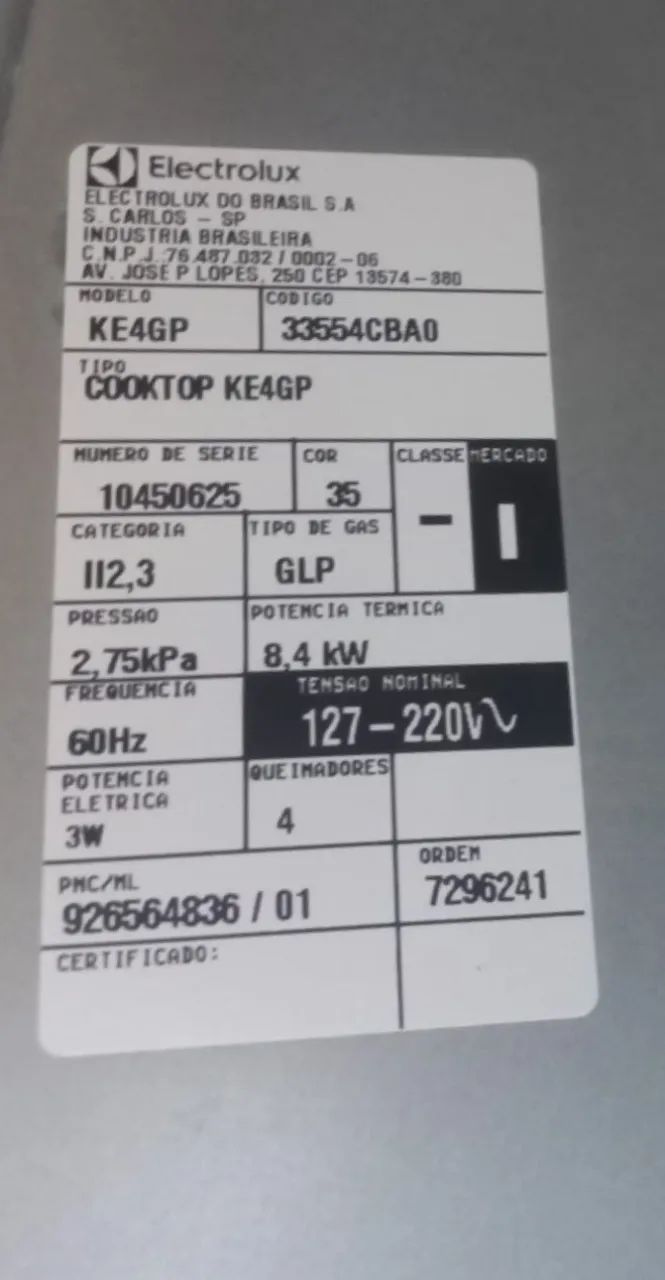 Electrolux
ELECTROLUX DO BRASIL S.A
S. CARLOS - SP
INDUSTRIA BRASILEIRA
C.N.P.J. 76.487.032 / 0002-06
AV. JOSE P LOPES, 250 CEP 13574-380
MODELO CODIGO
KE4GP 33554CBA0
TIPO
COOKTOP KE4GP
NUMERO DE SERIE COR CLASSE MERCADO
10450625 35 - I
CATEGORIA TIPO DE GAS
II2,3 GLP
PRESSAO POTENCIA TERMICA
2,75kPa 8,4 kW
FREQUENCIA TENSAO NOMINAL
60Hz 127-220V
POTENCIA QUEIMADORES
ELETRICA
3W 4
PNC/ML ORDEM
926564836 / 01 7296241
CERTIFICADO: